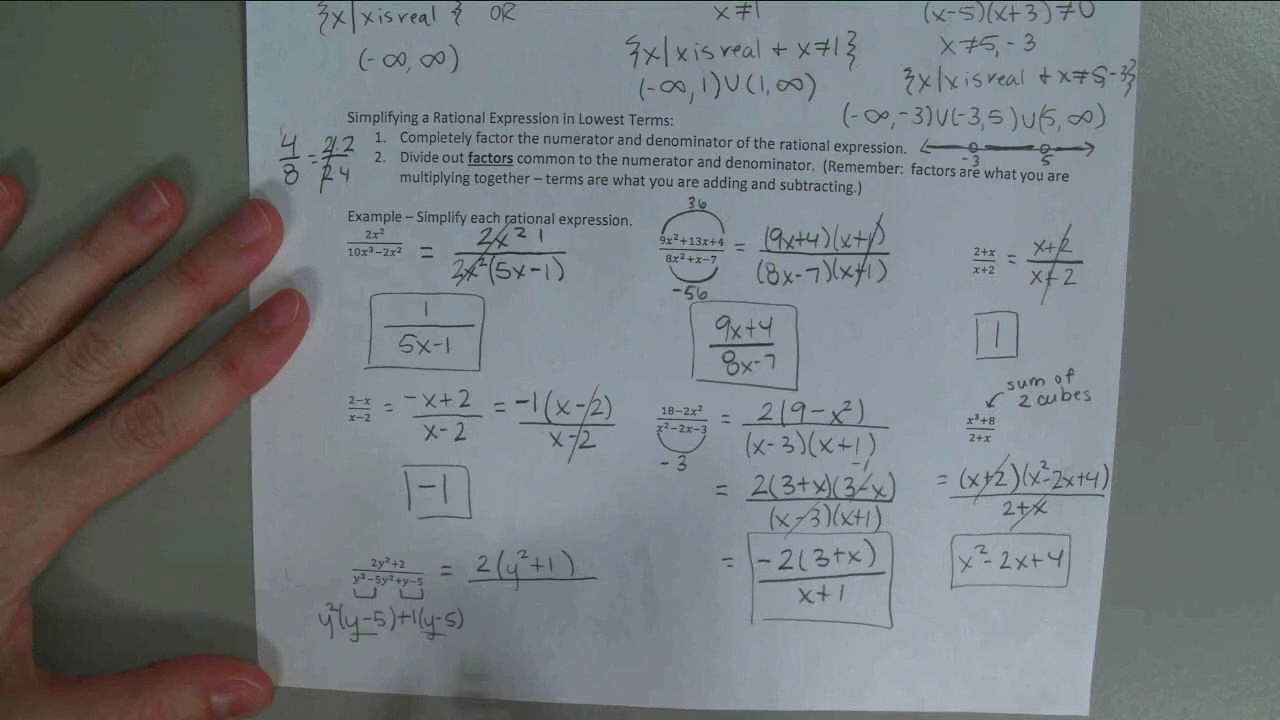 {x|x is real } OR
(-∞, ∞)
x≠1
{x|x is real + x≠1}
(-∞, 1)∪(1, ∞)
(x-5)(x+3)≠0
x≠5, -3
{x|x is real + x≠5,-3}
(-∞,-3)∪(-3,5)∪(5,∞)
-3 5
Simplifying a Rational Expression in Lowest Terms:
1. Completely factor the numerator and denominator of the rational expression.
2. Divide out factors common to the numerator and denominator. (Remember: factors are what you are
multiplying together – terms are what you are adding and subtracting.)
4/8 = 2·2/2·4
Example – Simplify each rational expression.
2x²/10x³−2x² = 2x² 1/2x²(5x-1)
1/5x-1
36
9x²+13x+4/8x²+x−7 = (9x+4)(x+1)/(8x-7)(x+1)
-56
9x+4/8x-7
2+x/x+2 = x+2/x+2
1
2−x/x−2 = -x+2/x-2 = -1(x-2)/x-2
-1
18−2x²/x²−2x−3 = 2(9-x²)/(x-3)(x+1)
-3
= 2(3+x)(3-x)/(x-3)(x+1)
-1
= -2(3+x)/x+1
sum of
2 cubes
x³+8/2+x
= (x+2)(x²-2x+4)/2+x
x²-2x+4
2y²+2/y³−5y²+y−5 = 2(y²+1)
y²(y-5)+1(y-5)